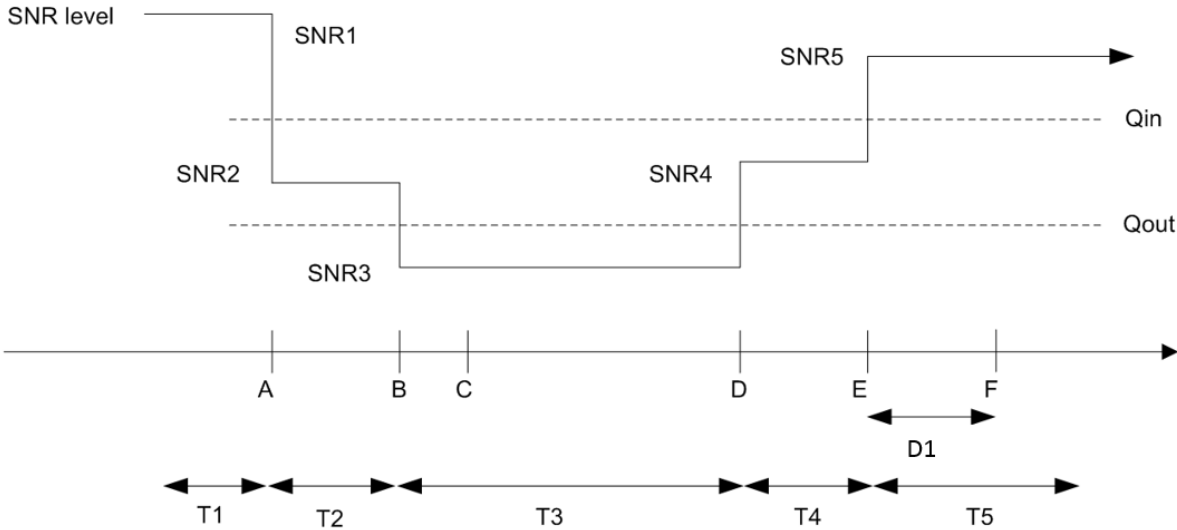 SNR level
SNR1
SNR5
Qin
SNR2
SNR4
Qout
SNR3
A B C D E F
D1
T1 T2 T3 T4 T5